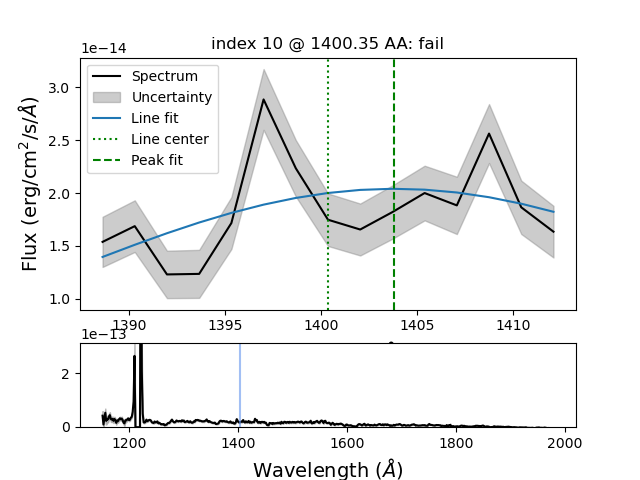 index 10 @ 1400.35 AA: fail
1e−14
Spectrum
Uncertainty
Line fit
Line center
Peak fit
Flux (erg/cm²/s/Å)
3.0
2.5
2.0
1.5
1.0
1390 1395 1400 1405 1410
1e−13
2
0
1200 1400 1600 1800 2000
Wavelength (Å)